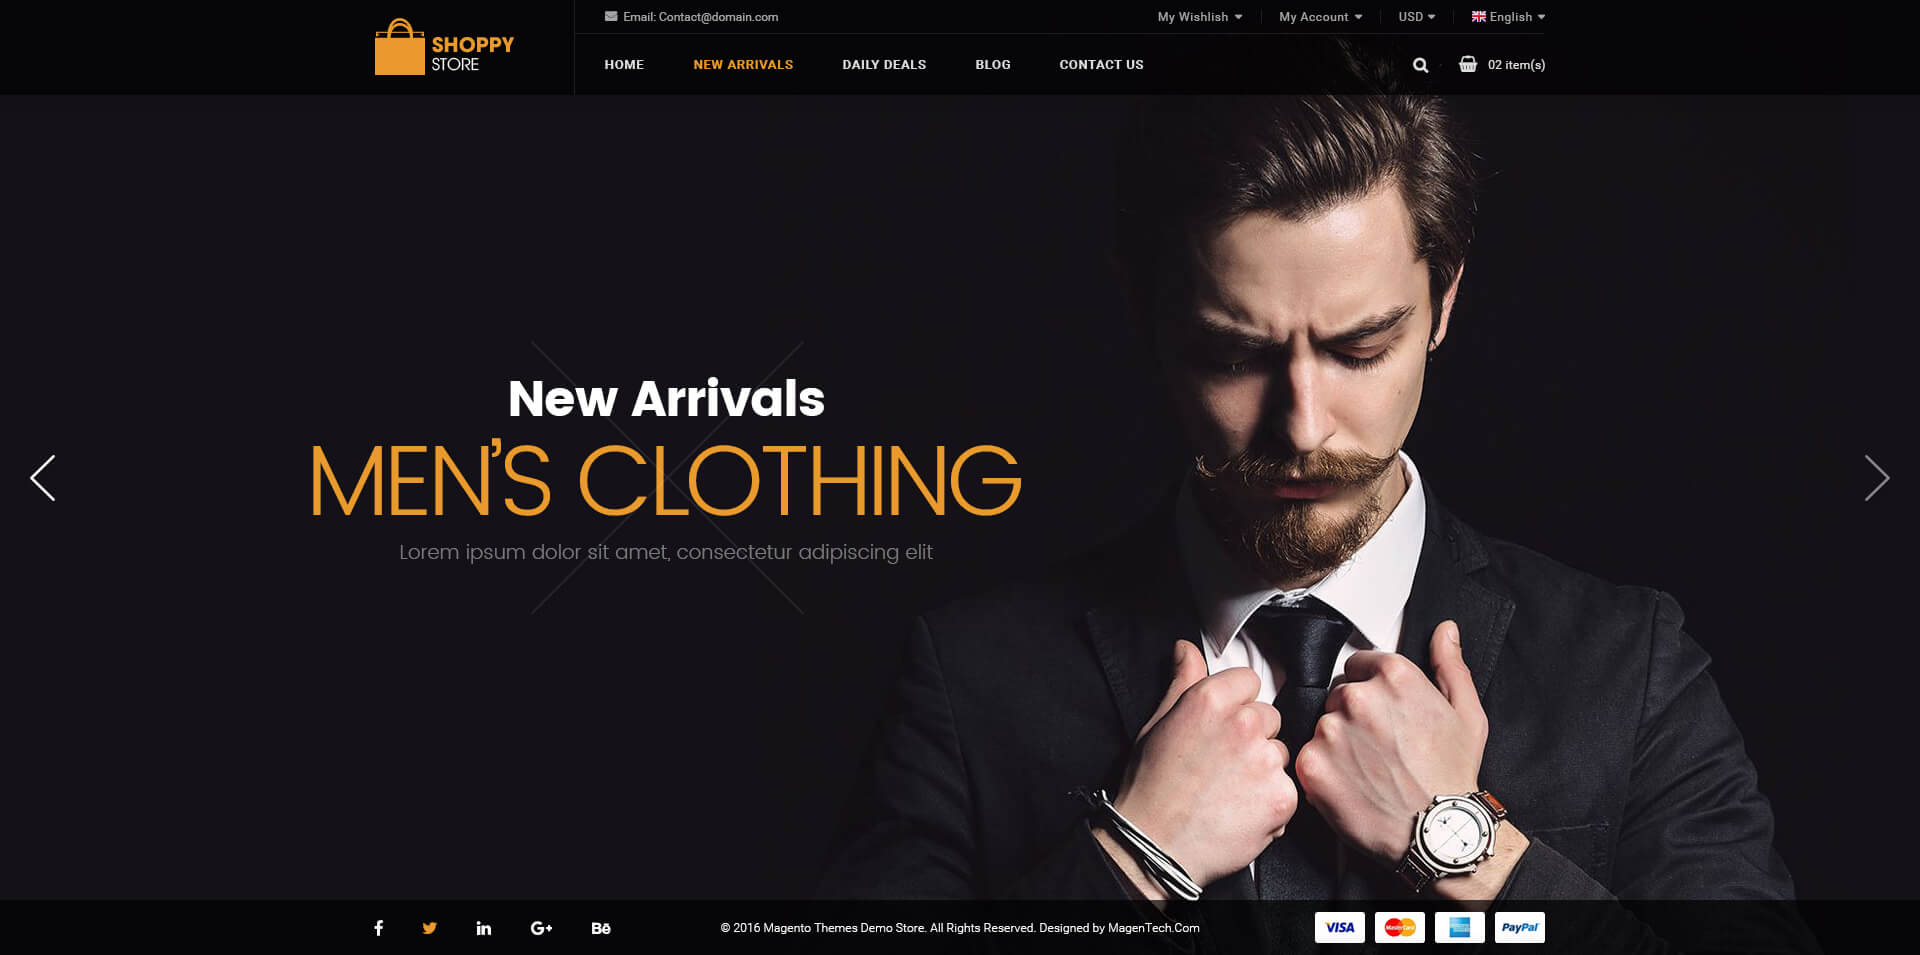 SHOPPY
STORE
Email: Contact@domain.com
My Wishlish
My Account
USD
English
HOME
NEW ARRIVALS
DAILY DEALS
BLOG
CONTACT US
02 item(s)
New Arrivals
MEN’S CLOTHING
Lorem ipsum dolor sit amet, consectetur adipiscing elit
© 2016 Magento Themes Demo Store. All Rights Reserved. Designed by MagenTech.Com
VISA
MasterCard
PayPal